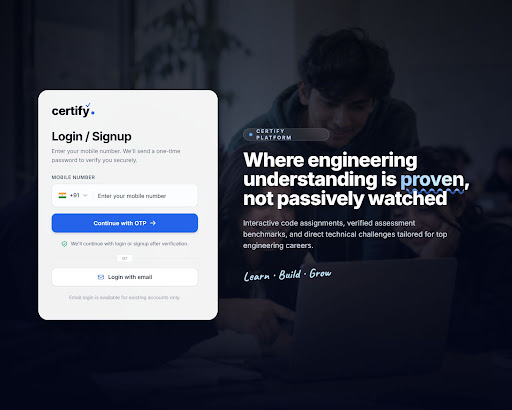 certify
Login / Signup
Enter your mobile number. We'll send a one-time
password to verify you securely.
MOBILE NUMBER
+91
Enter your mobile number
Continue with OTP →
We'll continue with login or signup after verification.
or
Login with email
Email login is available for existing accounts only.
CERTIFY
PLATFORM
Where engineering
understanding is proven,
not passively watched
Interactive code assignments, verified assessment
benchmarks, and direct technical challenges tailored for top
engineering careers.
Learn · Build · Grow